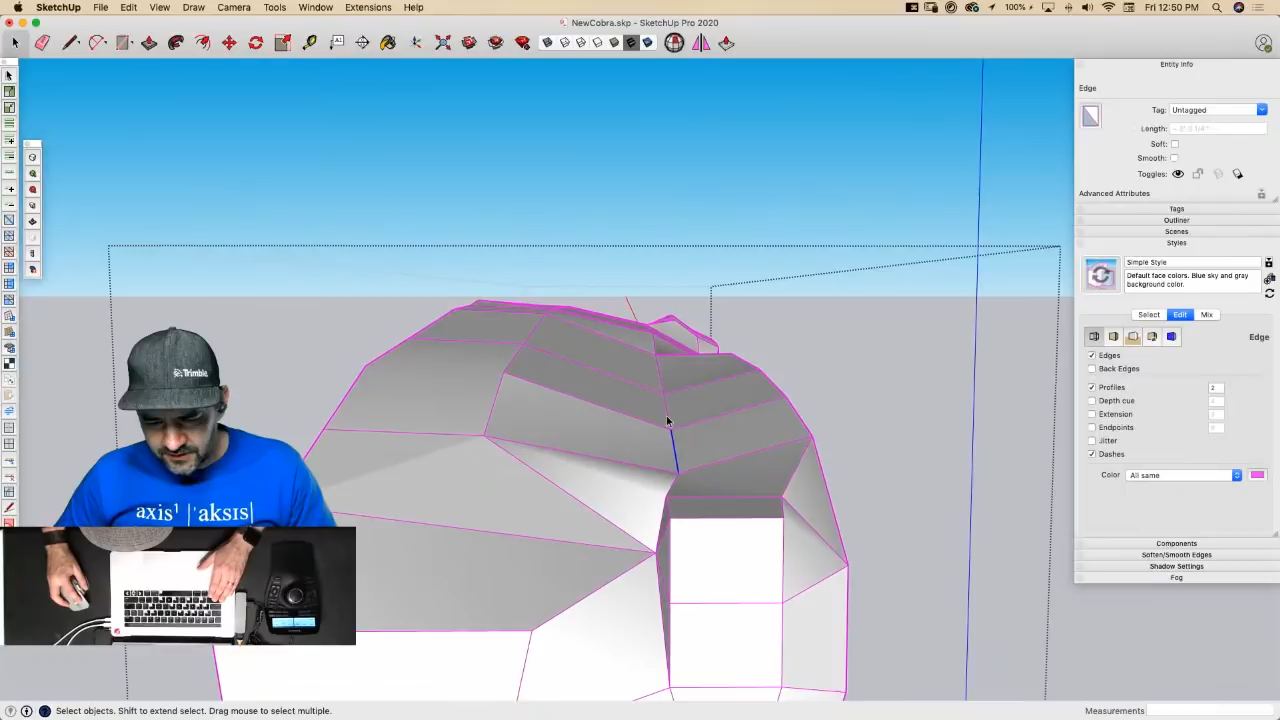 SketchUp File Edit View Draw Camera Tools Window Extensions Help
100% Fri 12:50 PM
NewCobra.skp - SketchUp Pro 2020
Entity Info
Edge
Tag: Untagged
Length: ~ 0' 0 1/4"
Soft:
Smooth:
Toggles:
Advanced Attributes
Tags
Outliner
Scenes
Styles
Simple Style
Default face colors. Blue sky and gray
background color.
Select Edit Mix
Edge
Edges
Back Edges
Profiles 2
Depth cue
Extension
Endpoints
Jitter
Dashes
Color All same
Components
Soften/Smooth Edges
Shadow Settings
Fog
Trimble
axis¹ |ˈaksɪs|
Select objects. Shift to extend select. Drag mouse to select multiple.
Measurements